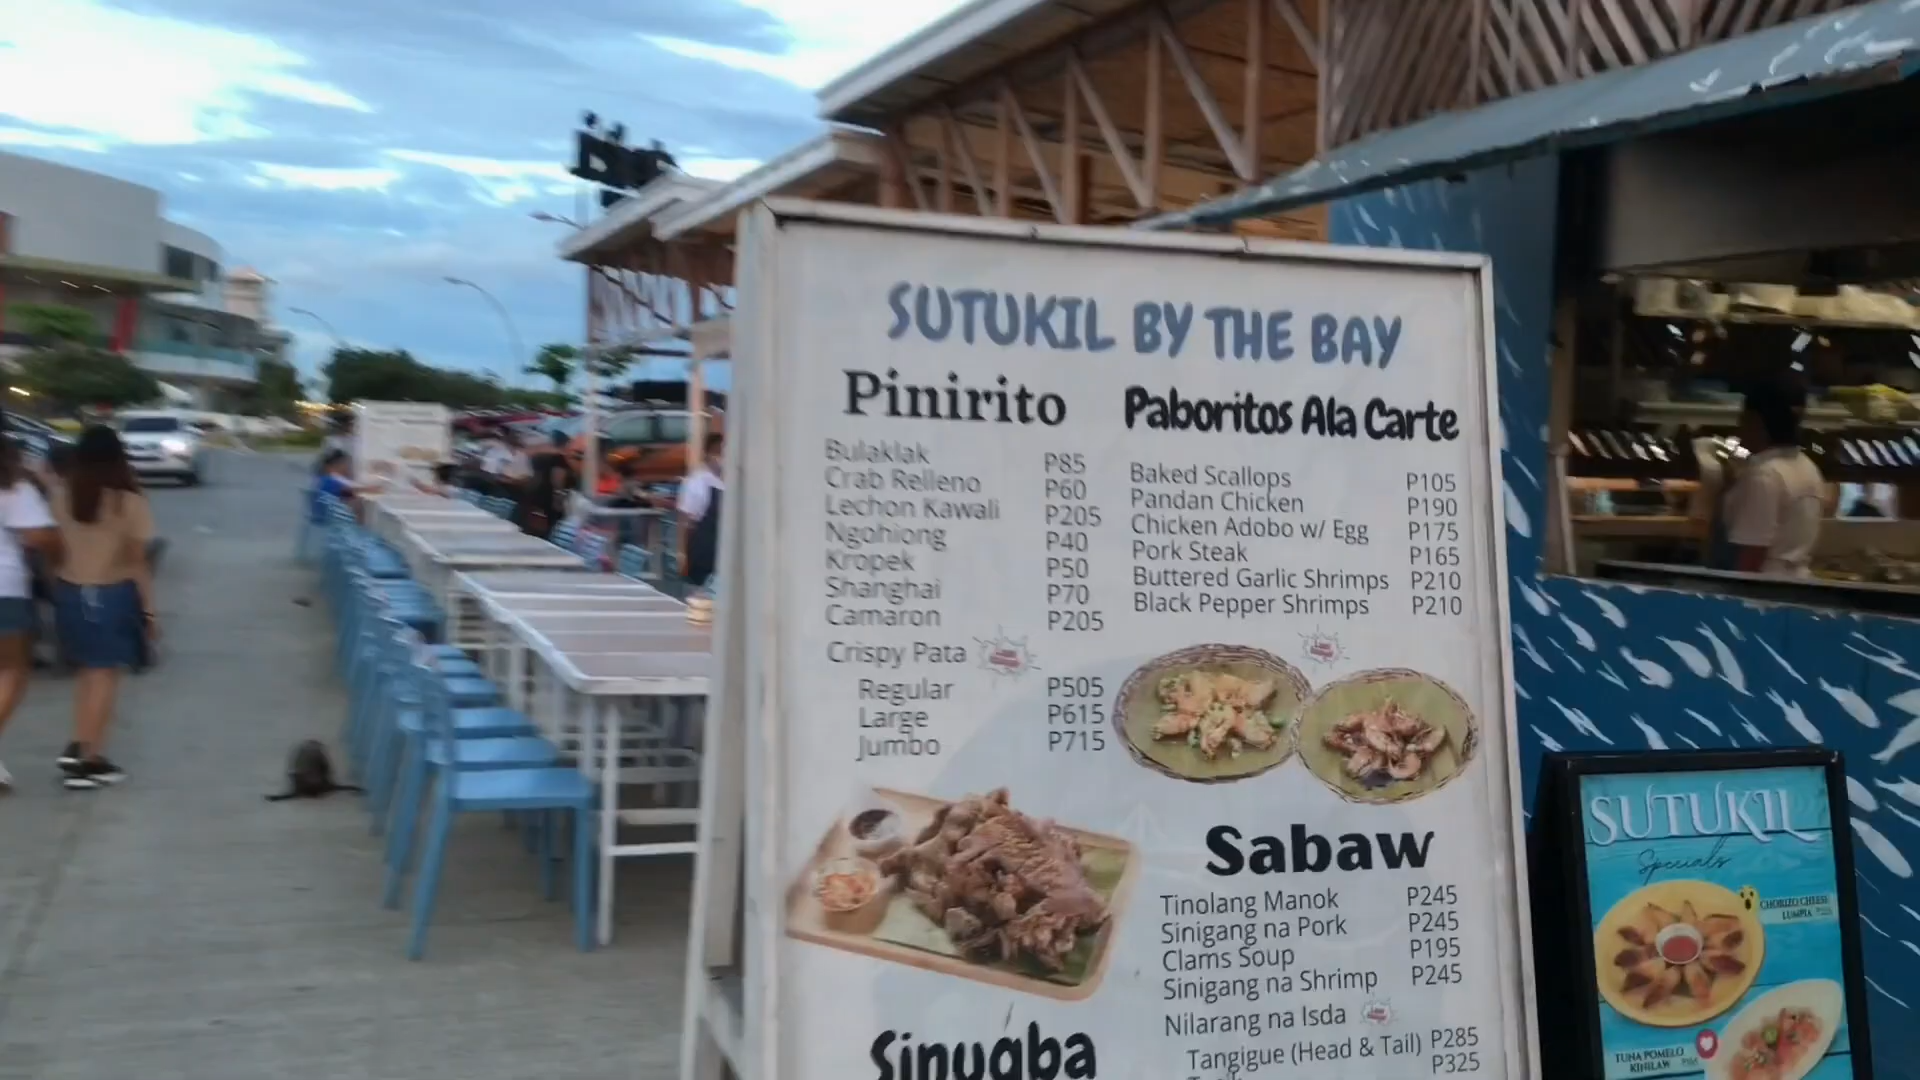 SUTUKIL BY THE BAY
Pinirito
Bulaklak P85
Crab Relleno P60
Lechon Kawali P205
Ngohiong P40
Kropek P50
Shanghai P70
Camaron P205
Crispy Pata
Regular P505
Large P615
Jumbo P715
Paboritos Ala Carte
Baked Scallops P105
Pandan Chicken P190
Chicken Adobo w/ Egg P175
Pork Steak P165
Buttered Garlic Shrimps P210
Black Pepper Shrimps P210
Sabaw
Tinolang Manok P245
Sinigang na Pork P245
Clams Soup P195
Sinigang na Shrimp P245
Nilarang na Isda
Tangigue (Head & Tail) P285
P325
Sinugba
SUTUKIL
Specials
CHORIZO CHEESE
LUMPIA
TUNA POMELO
KINILAW